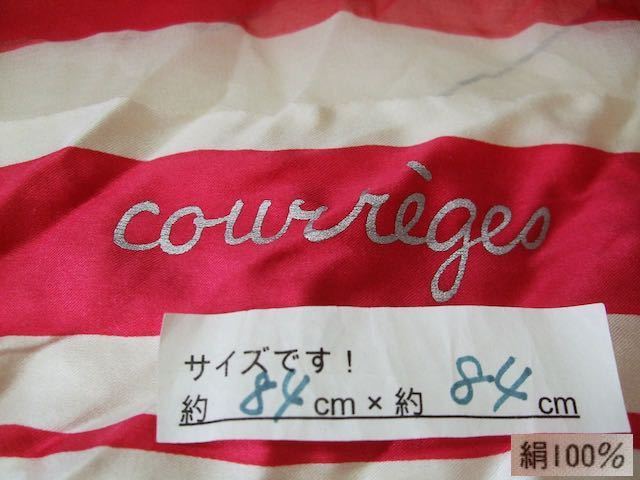 courrèges
サイズです!
約 84 cm × 約 84 cm
絹100%